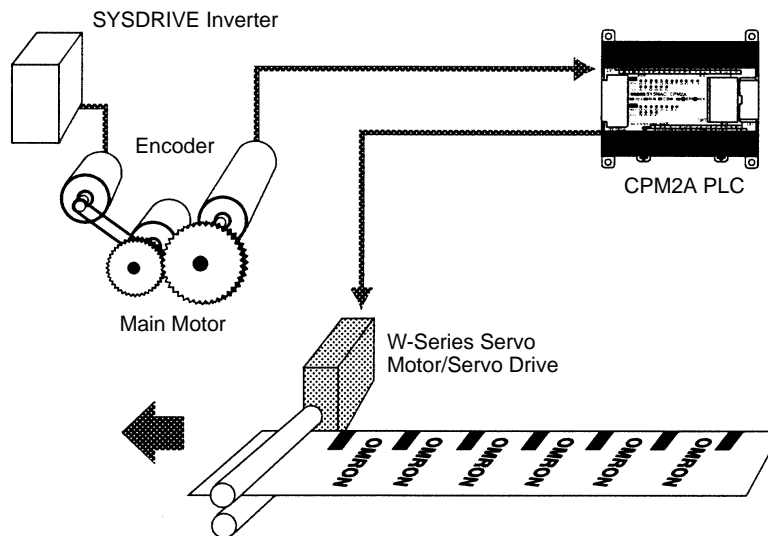 SYSDRIVE Inverter
Encoder
CPM2A PLC
Main Motor
W-Series Servo
Motor/Servo Drive
OMRON
OMRON
OMRON
OMRON
OMRON
OMRON